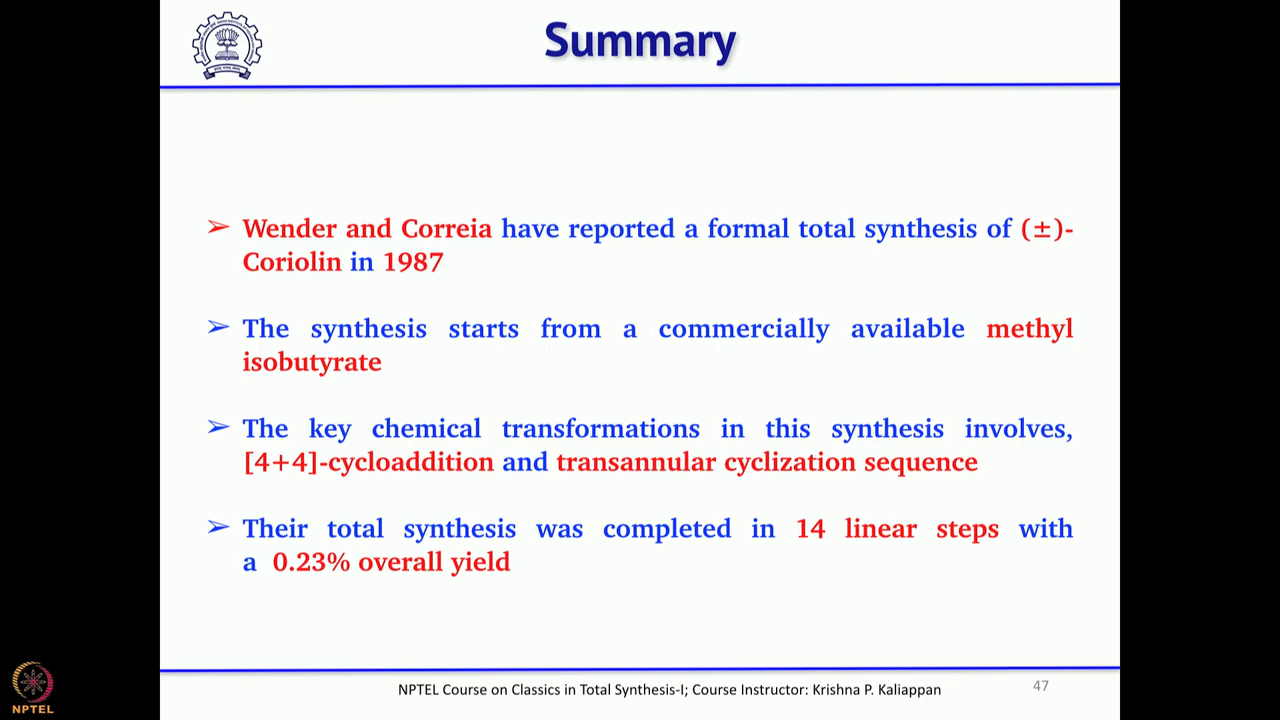 Summary
➢ Wender and Correia have reported a formal total synthesis of (±)-
Coriolin in 1987
➢ The synthesis starts from a commercially available methyl
isobutyrate
➢ The key chemical transformations in this synthesis involves,
[4+4]-cycloaddition and transannular cyclization sequence
➢ Their total synthesis was completed in 14 linear steps with
a 0.23% overall yield
NPTEL Course on Classics in Total Synthesis-I; Course Instructor: Krishna P. Kaliappan
47
NPTEL